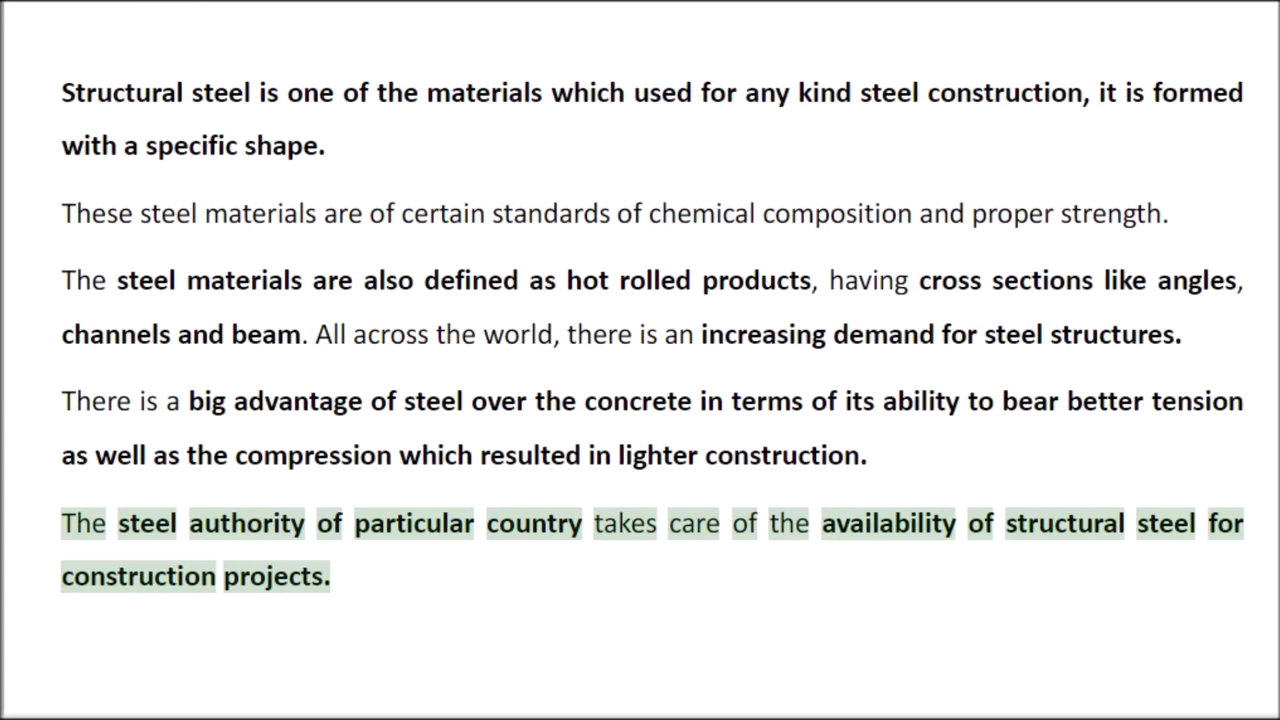 Structural steel is one of the materials which used for any kind steel construction, it is formed
with a specific shape.
These steel materials are of certain standards of chemical composition and proper strength.
The steel materials are also defined as hot rolled products, having cross sections like angles,
channels and beam. All across the world, there is an increasing demand for steel structures.
There is a big advantage of steel over the concrete in terms of its ability to bear better tension
as well as the compression which resulted in lighter construction.
The steel authority of particular country takes care of the availability of structural steel for
construction projects.